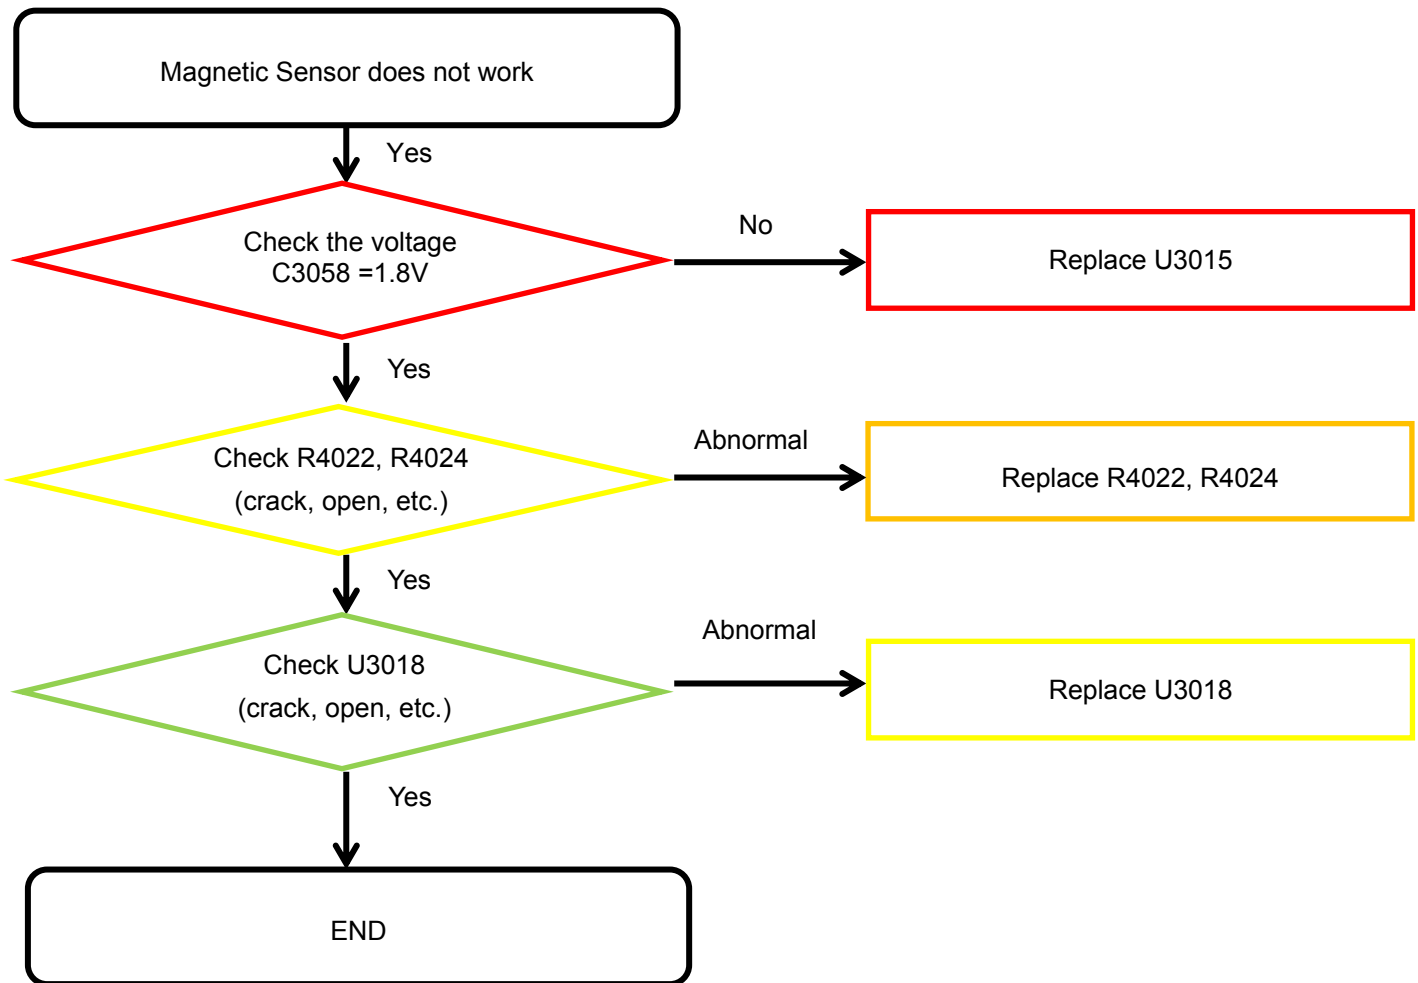 Magnetic Sensor does not work
Yes
Check the voltage
C3058 =1.8V
No
Replace U3015
Yes
Check R4022, R4024
(crack, open, etc.)
Abnormal
Replace R4022, R4024
Yes
Check U3018
(crack, open, etc.)
Abnormal
Replace U3018
Yes
END